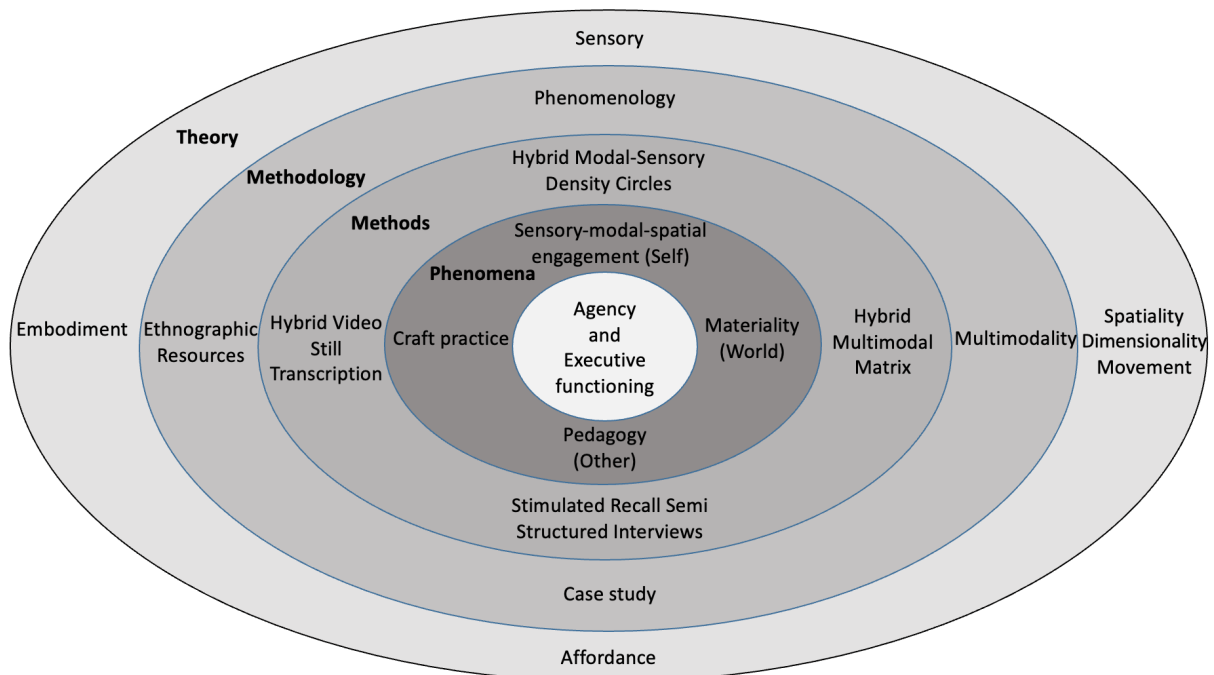 Sensory
Phenomenology
Theory
Methodology
Hybrid Modal-Sensory
Density Circles
Methods
Sensory-modal-spatial
engagement (Self)
Phenomena
Embodiment
Ethnographic
Resources
Hybrid Video
Still
Transcription
Craft practice
Agency
and
Executive
functioning
Materiality
(World)
Hybrid
Multimodal
Matrix
Multimodality
Spatiality
Dimensionality
Movement
Pedagogy
(Other)
Stimulated Recall Semi
Structured Interviews
Case study
Affordance